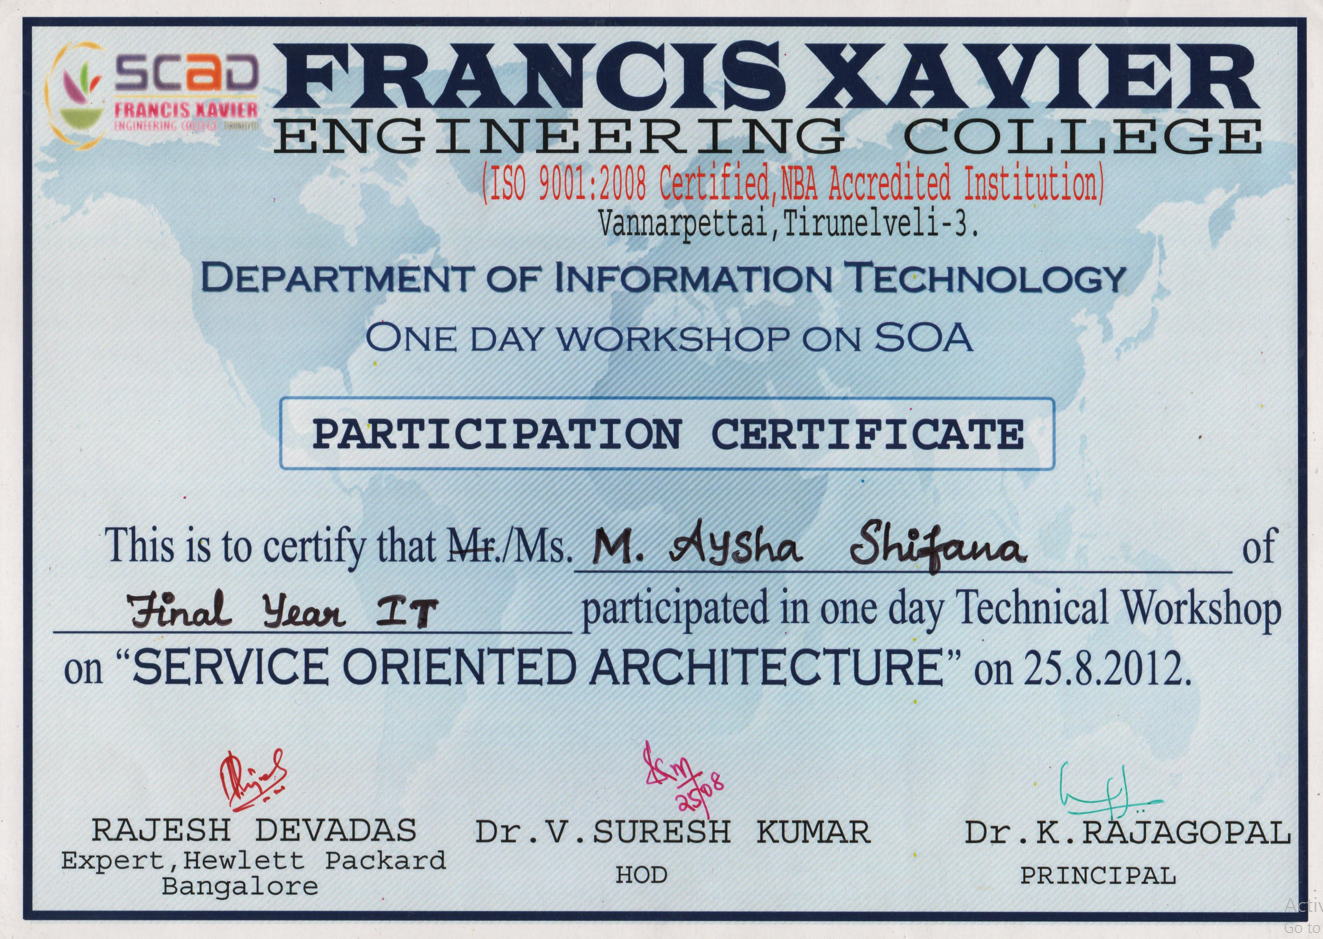 SCAD
FRANCIS XAVIER
ENGINEERING COLLEGE TIRUNELVELI
FRANCIS XAVIER
ENGINEERING COLLEGE
(ISO 9001:2008 Certified,NBA Accredited Institution)
Vannarpettai,Tirunelveli-3.
DEPARTMENT OF INFORMATION TECHNOLOGY
ONE DAY WORKSHOP ON SOA
PARTICIPATION CERTIFICATE
This is to certify that Mr./Ms. M. Aysha Shifana of
Final Year IT participated in one day Technical Workshop
on “SERVICE ORIENTED ARCHITECTURE” on 25.8.2012.
25/08
RAJESH DEVADAS Dr.V.SURESH KUMAR Dr.K.RAJAGOPAL
Expert,Hewlett Packard HOD PRINCIPAL
Bangalore
Go to